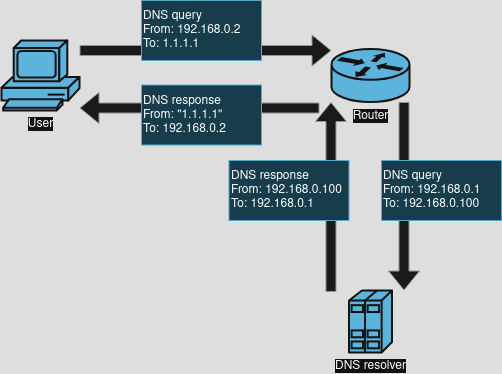 DNS query
From: 192.168.0.2
To: 1.1.1.1
DNS response
From: "1.1.1.1"
To: 192.168.0.2
User
Router
DNS response
From: 192.168.0.100
To: 192.168.0.1
DNS query
From: 192.168.0.1
To: 192.168.0.100
DNS resolver